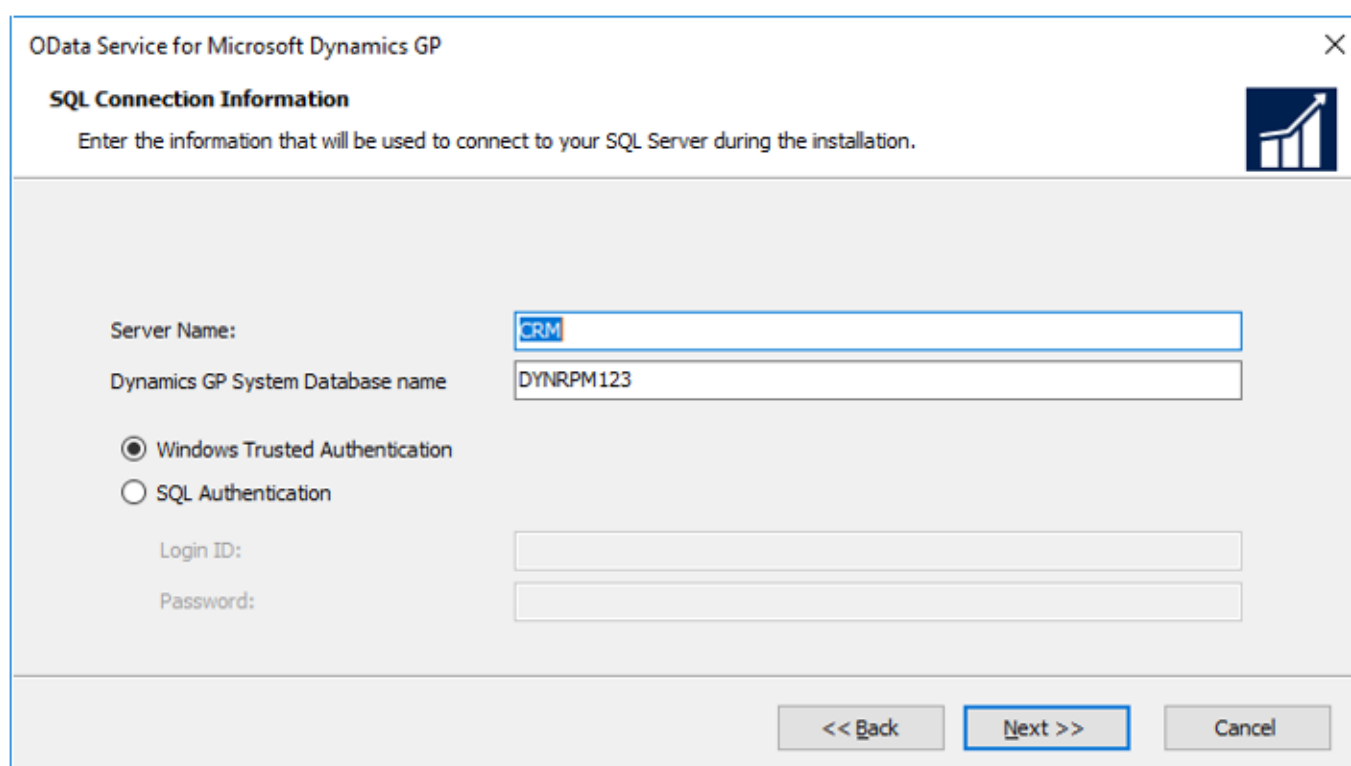 OData Service for Microsoft Dynamics GP
SQL Connection Information
Enter the information that will be used to connect to your SQL Server during the installation.
Server Name:
CRM
Dynamics GP System Database name
DYNRPM123
Windows Trusted Authentication
SQL Authentication
Login ID:
Password:
<< Back
Next >>
Cancel